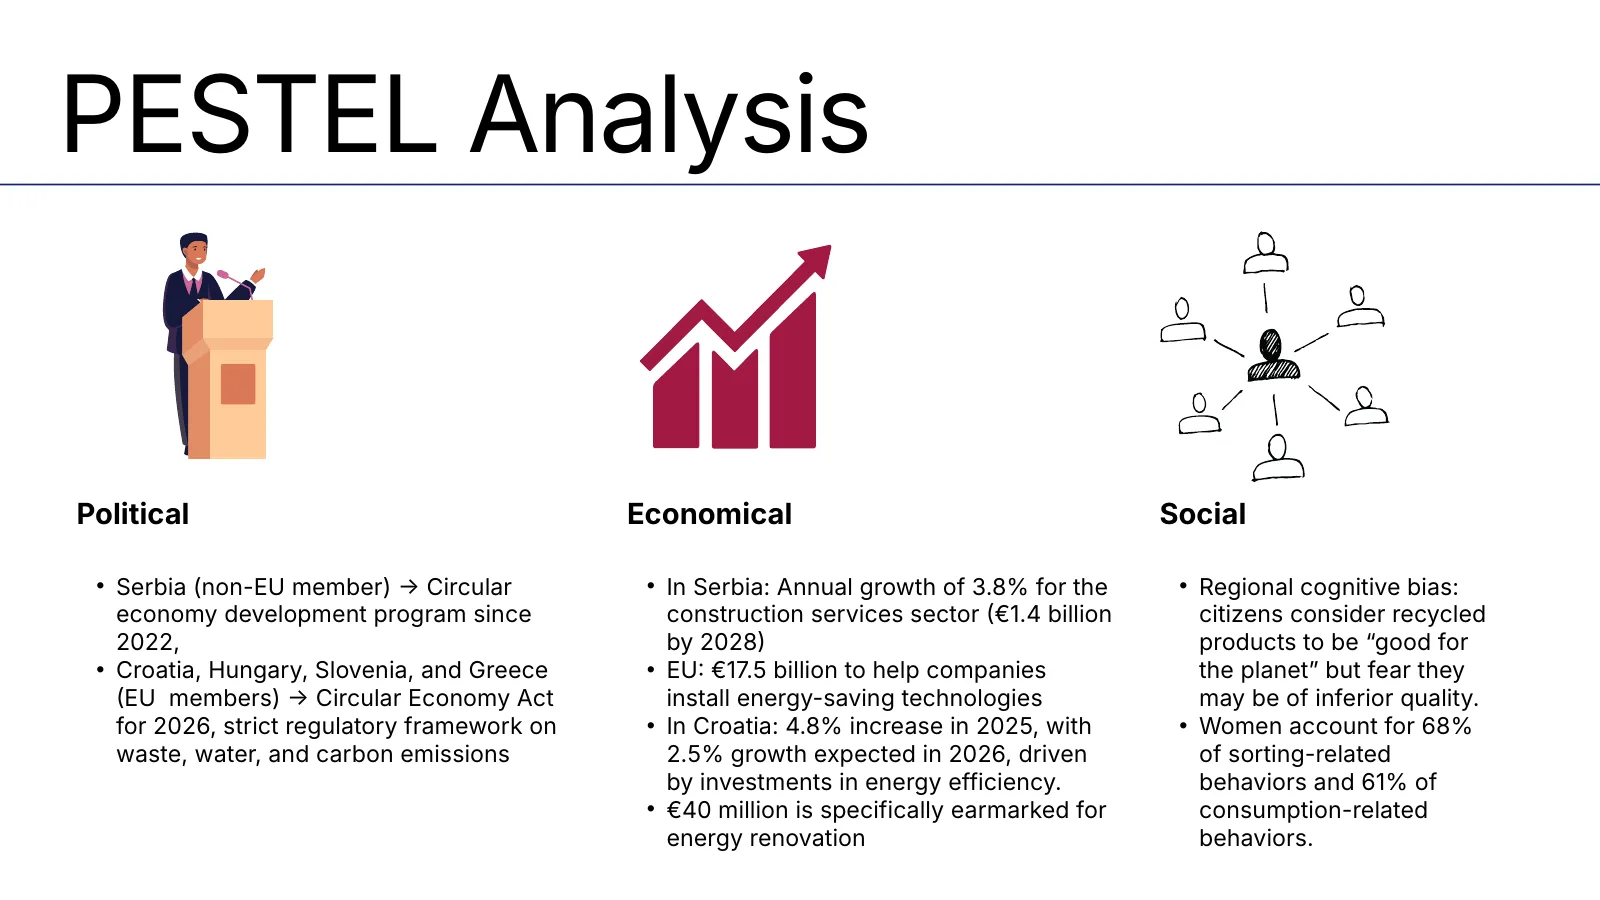 PESTEL Analysis
Political
• Serbia (non-EU member) → Circular
economy development program since
2022,
• Croatia, Hungary, Slovenia, and Greece
(EU  members) → Circular Economy Act
for 2026, strict regulatory framework on
waste, water, and carbon emissions
Economical
• In Serbia: Annual growth of 3.8% for the
construction services sector (€1.4 billion
by 2028)
• EU: €17.5 billion to help companies
install energy-saving technologies
• In Croatia: 4.8% increase in 2025, with
2.5% growth expected in 2026, driven
by investments in energy efficiency.
• €40 million is specifically earmarked for
energy renovation
Social
• Regional cognitive bias:
citizens consider recycled
products to be “good for
the planet” but fear they
may be of inferior quality.
• Women account for 68%
of sorting-related
behaviors and 61% of
consumption-related
behaviors.